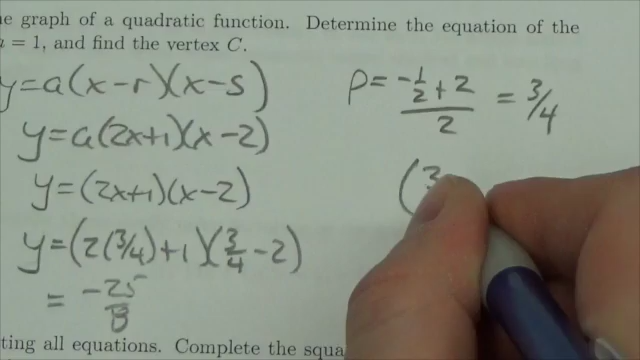 e graph of a quadratic function. Determine the equation of the
= 1, and find the vertex C.
y=a(x-r)(x-s)
y=a(2x+1)(x-2)
y=(2x+1)(x-2)
y=(2(3/4)+1)(3/4-2)
= -25/8
p= (-1/2+2)/2 = 3/4
(3
ting all equations. Complete the squa